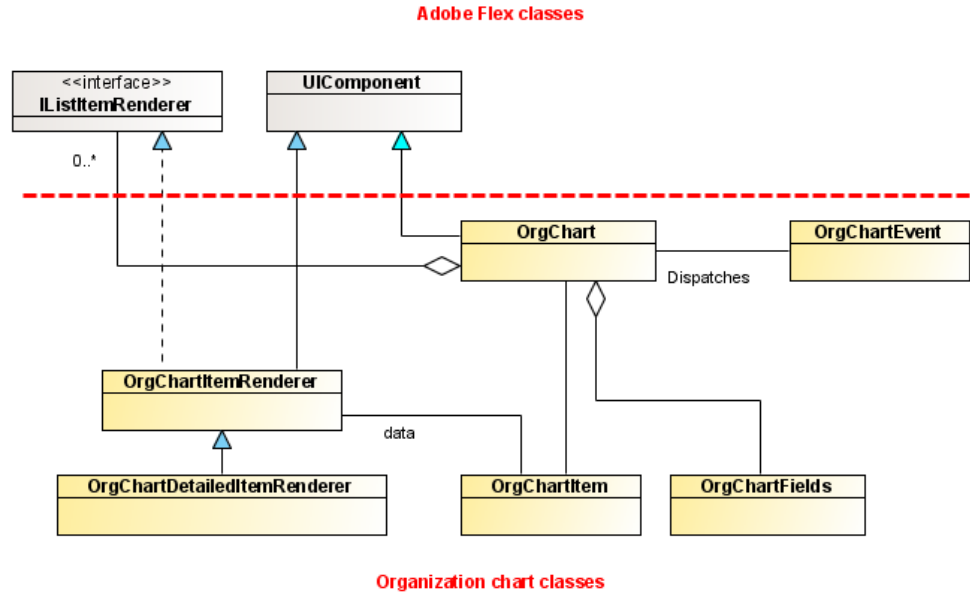 Adobe Flex classes
<<interface>>
IListItemRenderer
UIComponent
0..*
OrgChart
OrgChartEvent
Dispatches
OrgChartItemRenderer
data
OrgChartDetailedItemRenderer
OrgChartItem
OrgChartFields
Organization chart classes